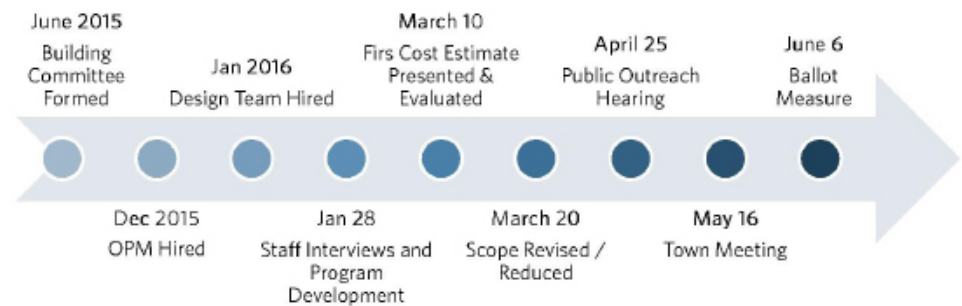 June 2015
Building
Committee
Formed
Dec 2015
OPM Hired
Jan 2016
Design Team Hired
Jan 28
Staff Interviews and
Program
Development
March 10
Firs Cost Estimate
Presented &
Evaluated
March 20
Scope Revised /
Reduced
April 25
Public Outreach
Hearing
May 16
Town Meeting
June 6
Ballot
Measure